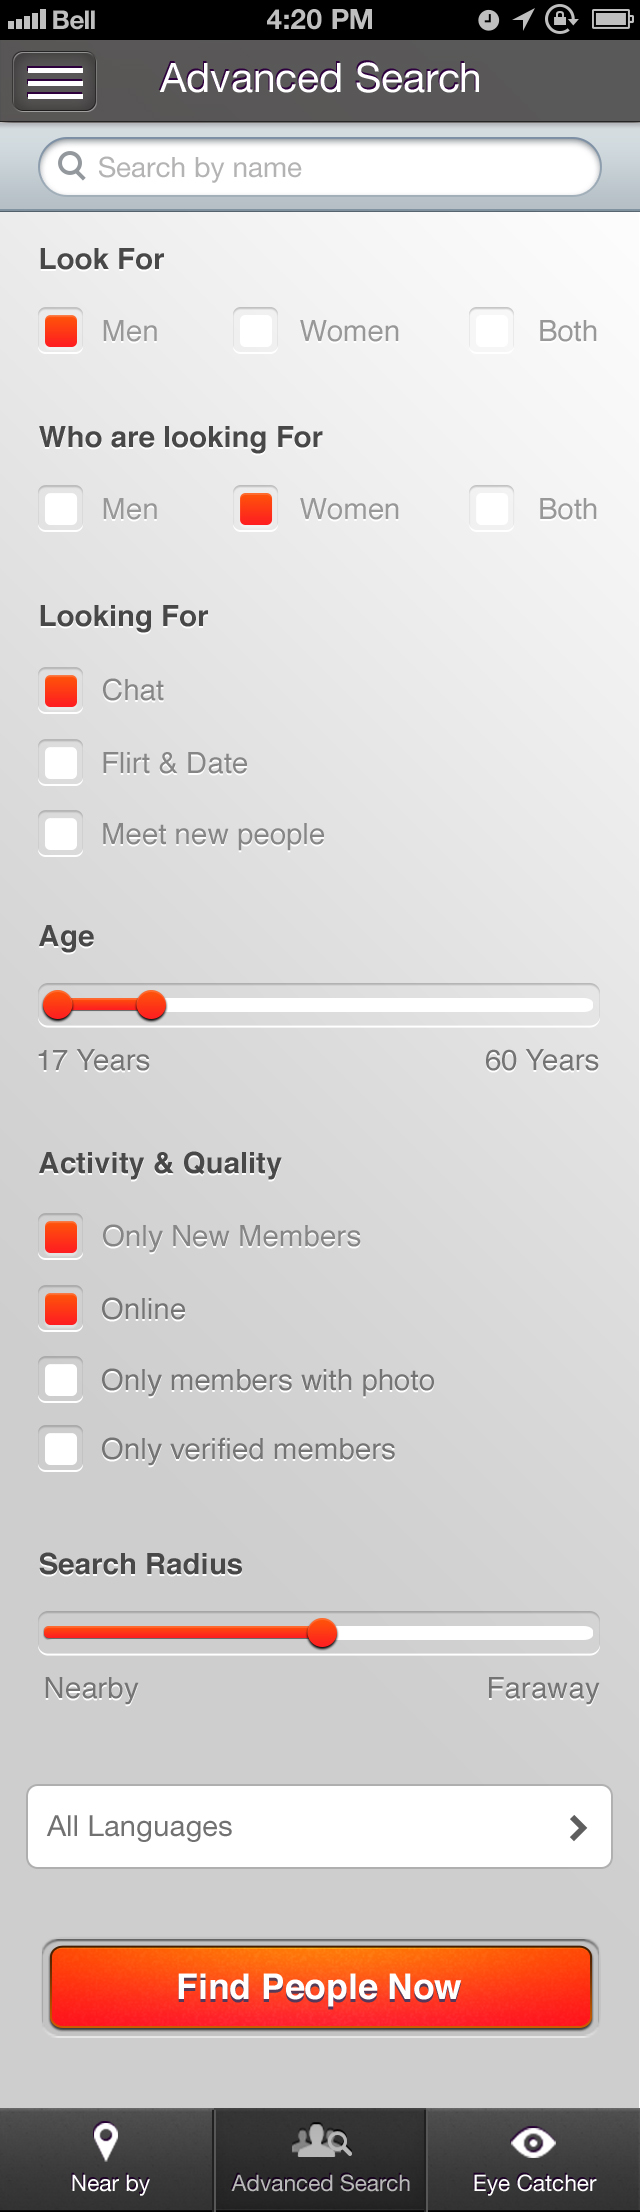 Bell 4:20 PM
Advanced Search
Search by name
Look For
Men Women Both
Who are looking For
Men Women Both
Looking For
Chat
Flirt & Date
Meet new people
Age
17 Years 60 Years
Activity & Quality
Only New Members
Online
Only members with photo
Only verified members
Search Radius
Nearby Faraway
All Languages
Find People Now
Near by Advanced Search Eye Catcher